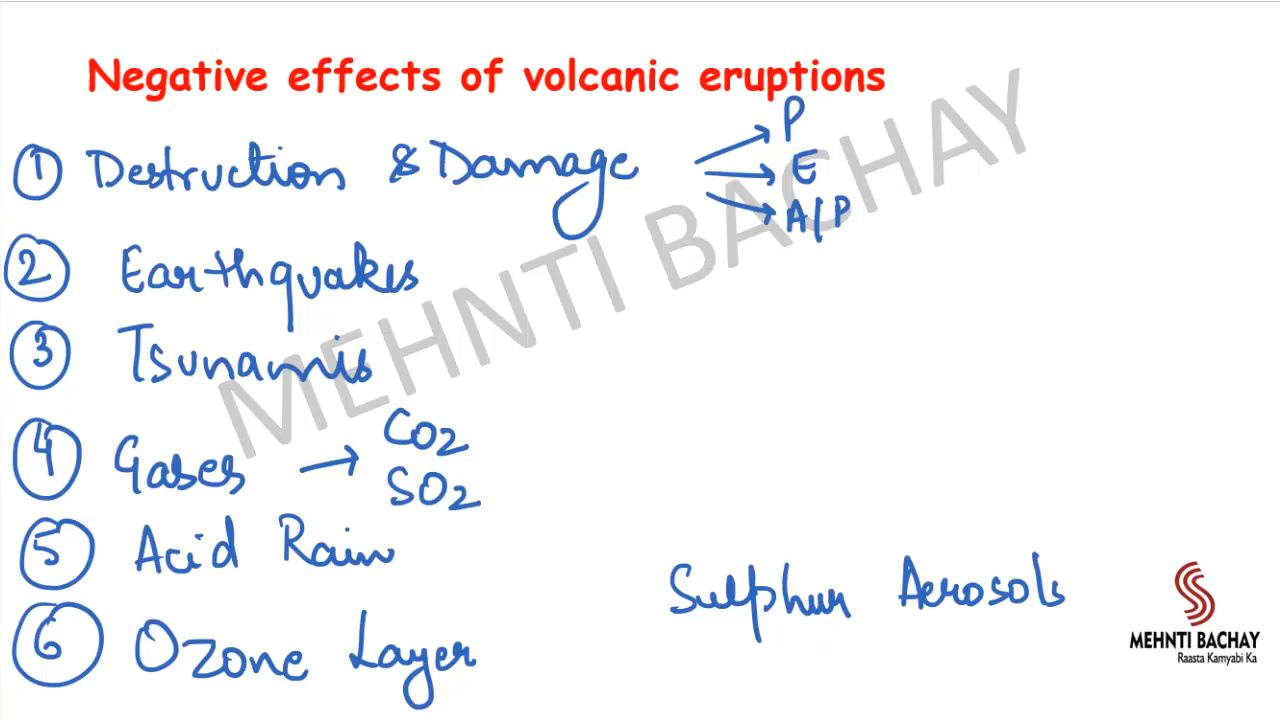 Negative effects of volcanic eruptions
① Destruction & Damage → P
→ E
→ A/P
② Earthquakes
③ Tsunamis
④ Gases → CO2
SO2
⑤ Acid Rain
⑥ Ozone Layer
Sulphur Aerosols
MEHNTI BACHAY
MEHNTI BACHAY
Raasta Kamyabi Ka